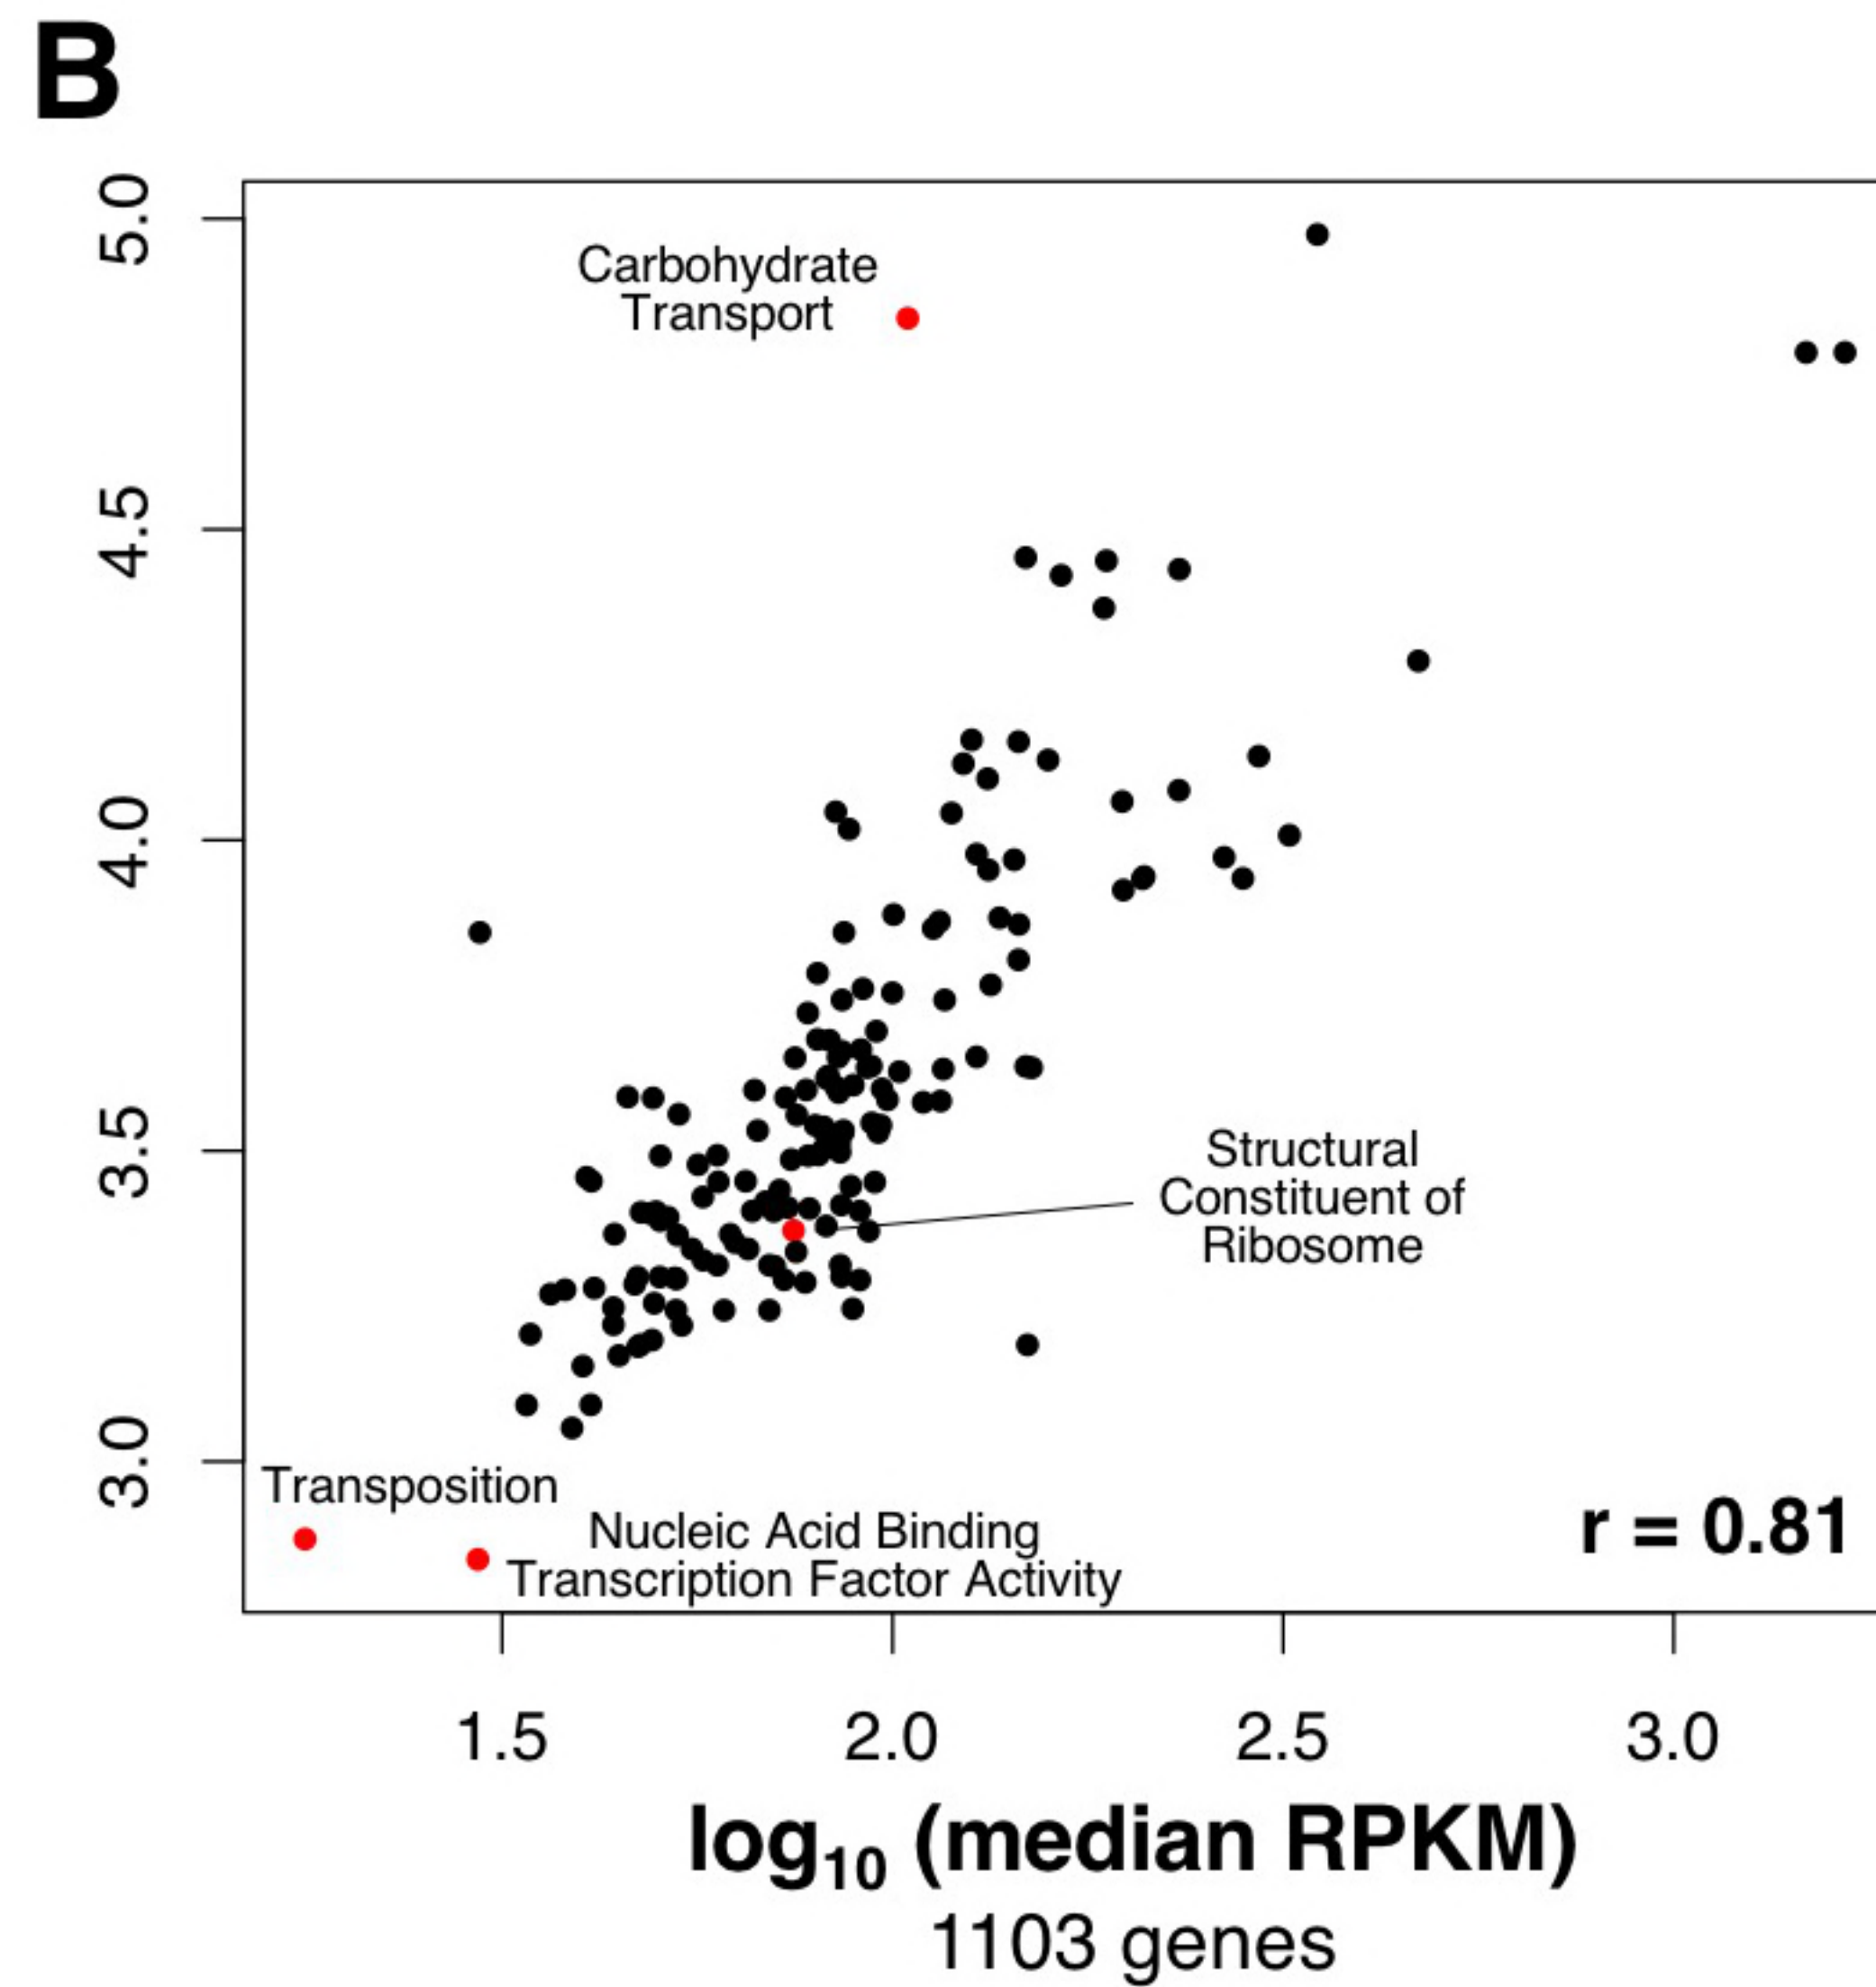 B
5.0
4.5
4.0
3.5
3.0
Carbohydrate
Transport
Structural
Constituent of
Ribosome
Transposition
Nucleic Acid Binding
Transcription Factor Activity
r = 0.81
1.5 2.0 2.5 3.0
log10 (median RPKM)
1103 genes